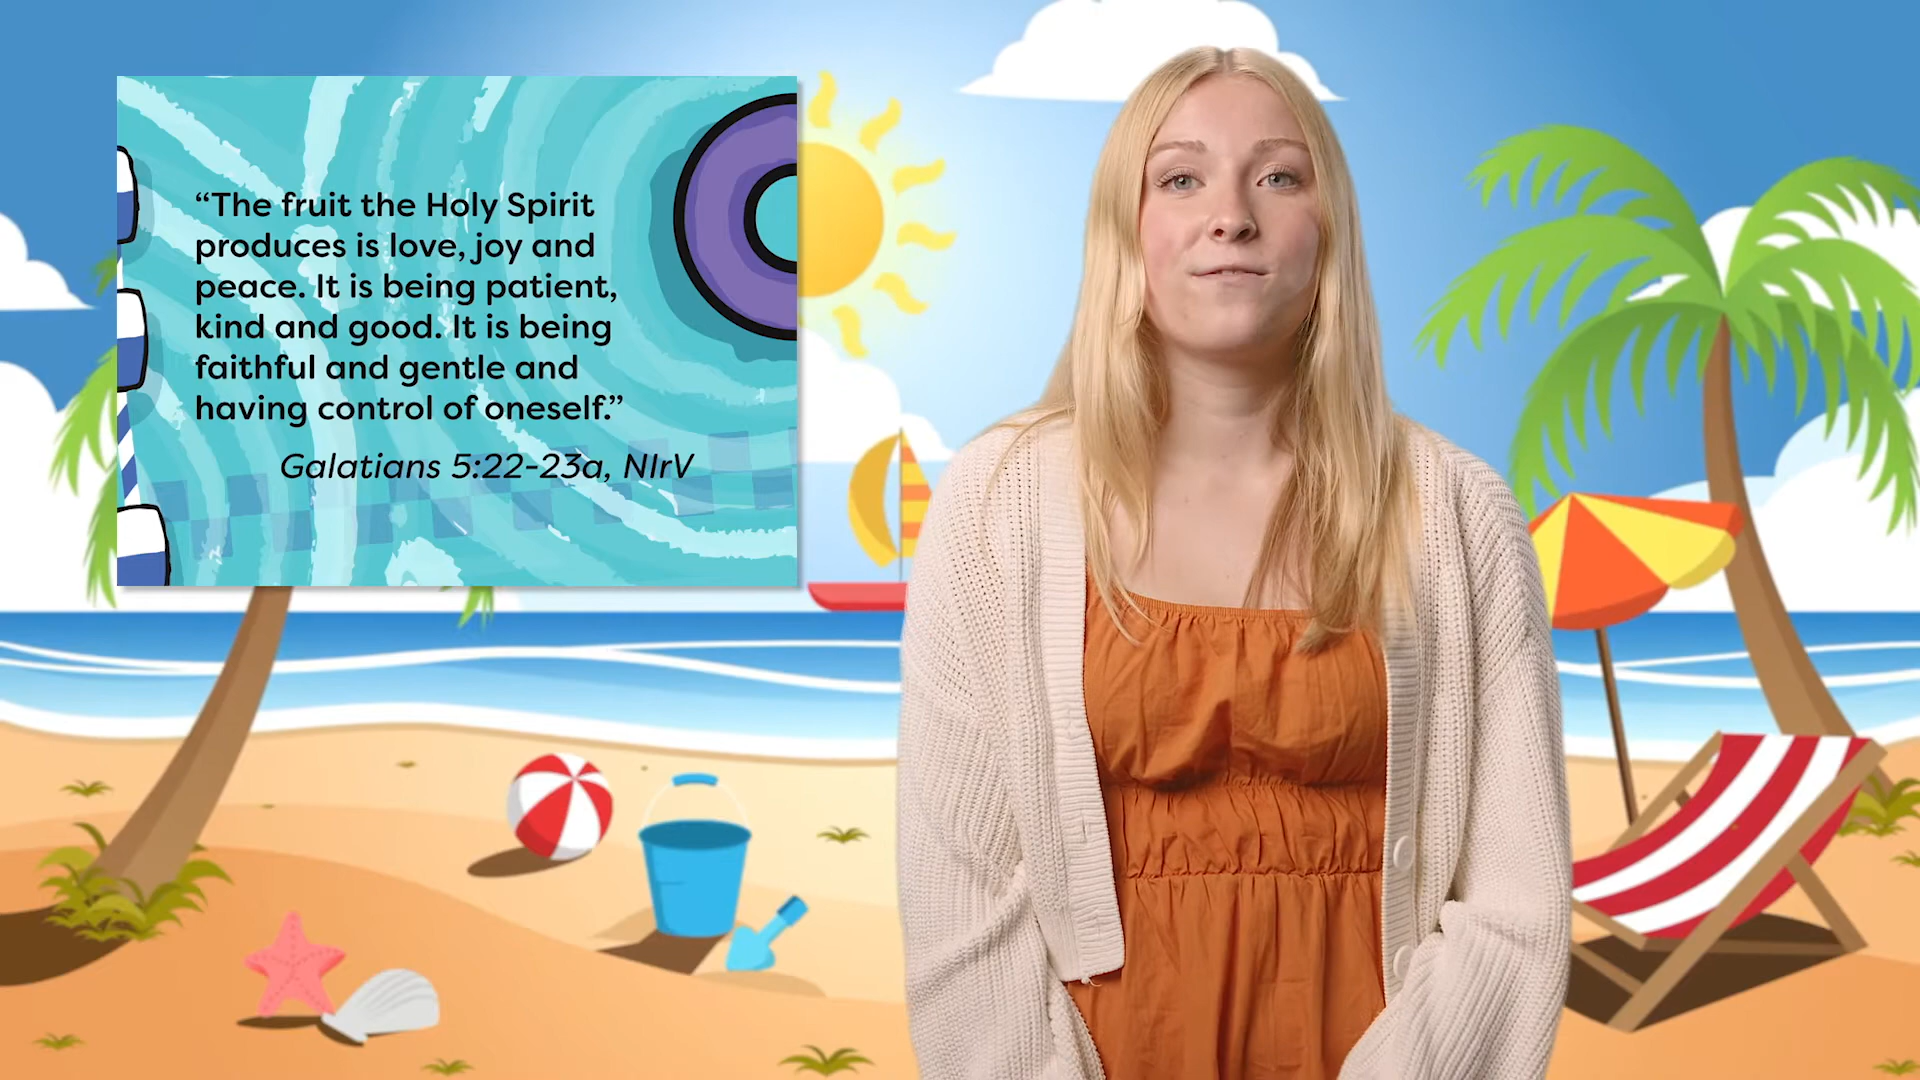 “The fruit the Holy Spirit
produces is love, joy and
peace. It is being patient,
kind and good. It is being
faithful and gentle and
having control of oneself.”
Galatians 5:22-23a, NIrV